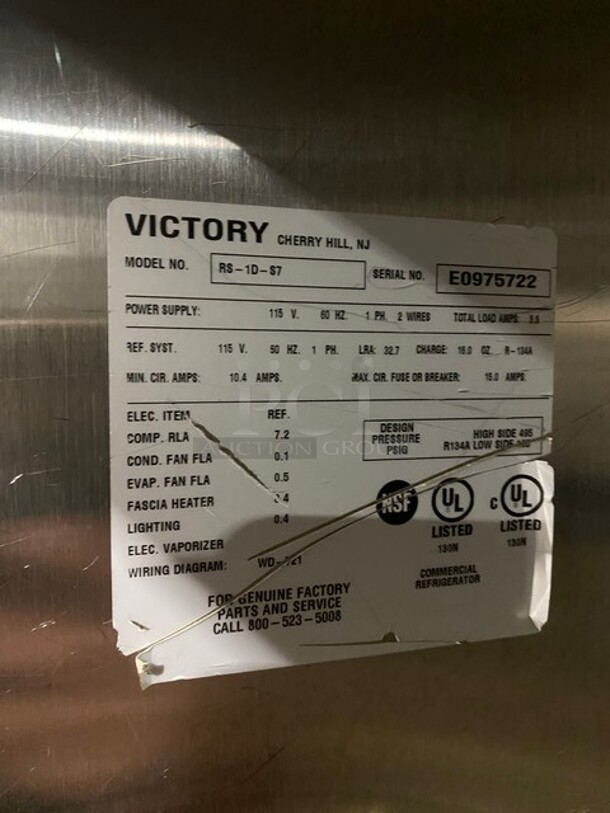 VICTORY CHERRY HILL, NJ
MODEL NO. RS-1D-S7 SERIAL NO. E0975722
POWER SUPPLY: 115 V. 60 HZ. 1 PH. 2 WIRES TOTAL LOAD AMPS:
REF. SYST. 115 V. 50 HZ. 1 PH. LRA: 32.7 CHARGE: 16.0 OZ. R-134A
MIN. CIR. AMPS: 10.4 AMPS. MAX. CIR. FUSE OR BREAKER: 15.0 AMPS.
ELEC. ITEM REF.
COMP. RLA 7.2
COND. FAN FLA 0.1
EVAP. FAN FLA 0.5
FASCIA HEATER
LIGHTING 0.4
ELEC. VAPORIZER
WIRING DIAGRAM:
DESIGN
PRESSURE
PSIG
HIGH SIDE 495
R134A LOW SIDE
NSF
UL
LISTED
130N
C UL
LISTED
130N
COMMERCIAL
REFRIGERATOR
FOR GENUINE FACTORY
PARTS AND SERVICE
CALL 800-523-5008
PCI
AUCTION GROUP